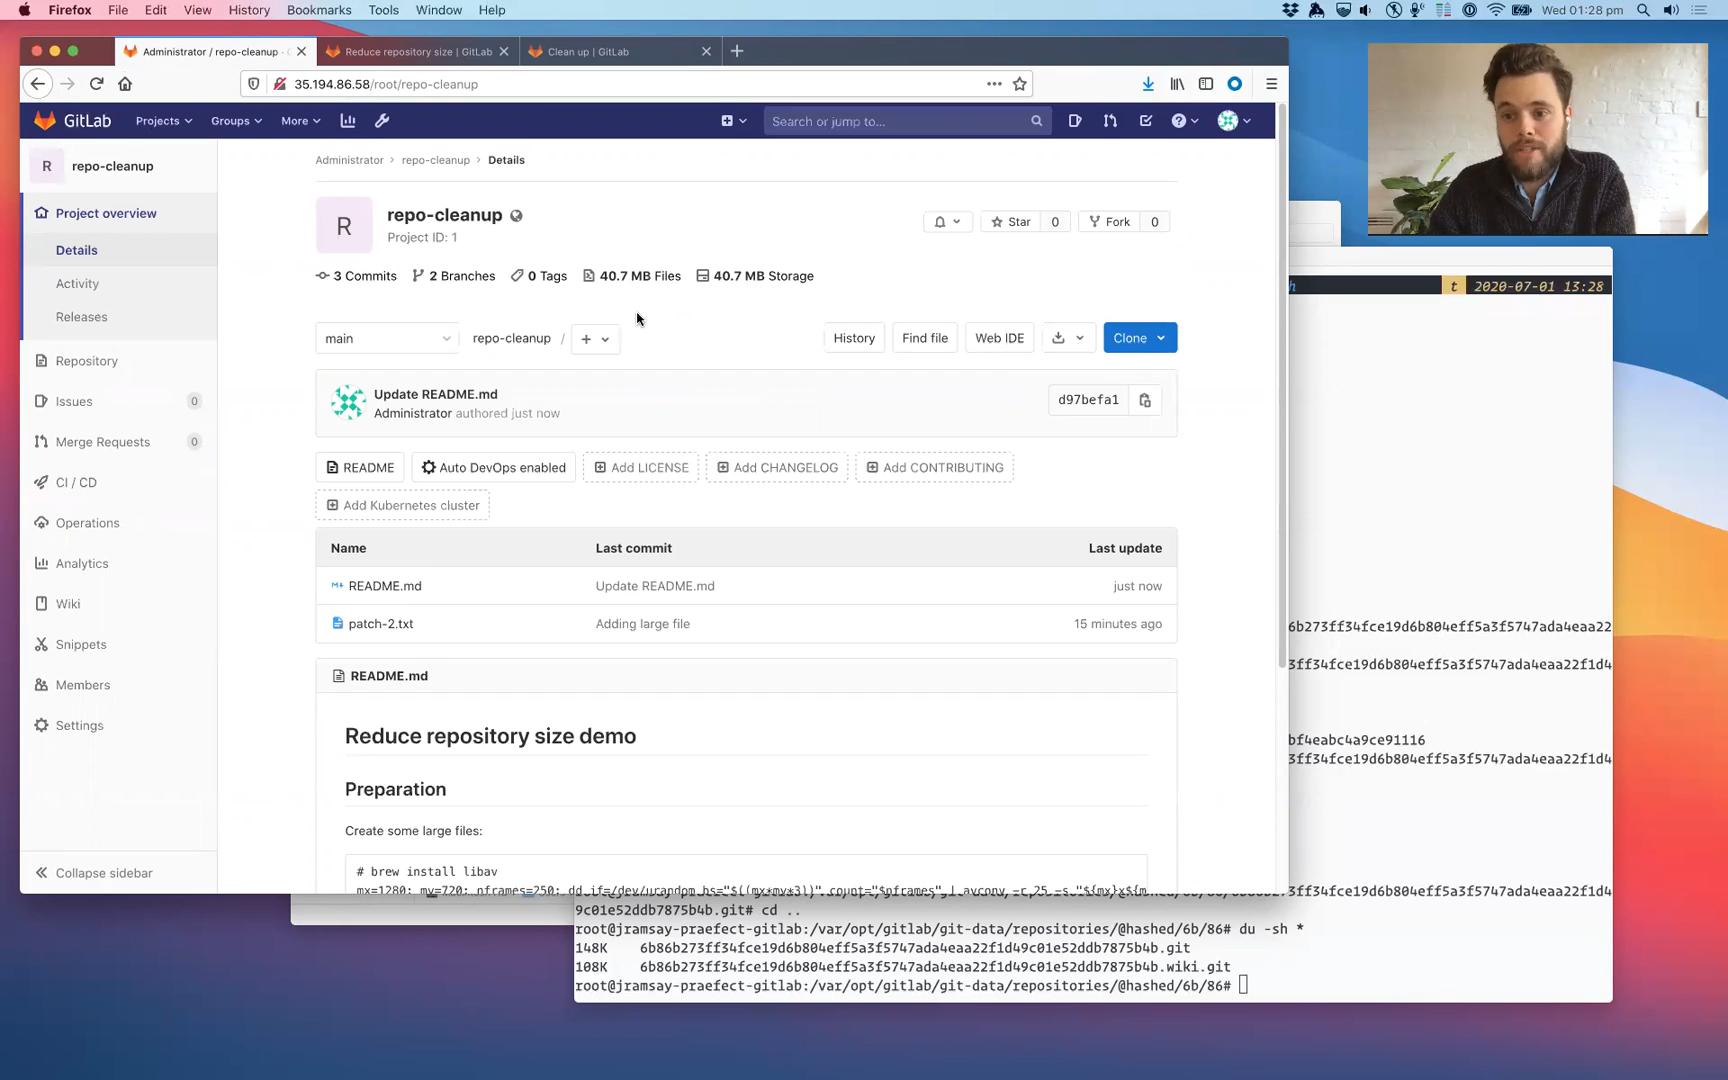 Firefox File Edit View History Bookmarks Tools Window Help
Wed 01:28 pm
Administrator / repo-cleanup
Reduce repository size | GitLab
Clean up | GitLab
35.194.86.58/root/repo-cleanup
GitLab Projects Groups More
Search or jump to...
R repo-cleanup
Project overview
Details
Activity
Releases
Repository
Issues 0
Merge Requests 0
CI / CD
Operations
Analytics
Wiki
Snippets
Members
Settings
Collapse sidebar
Administrator > repo-cleanup > Details
R
repo-cleanup
Project ID: 1
Star 0 Fork 0
3 Commits 2 Branches 0 Tags 40.7 MB Files 40.7 MB Storage
main repo-cleanup / +
History Find file Web IDE Clone
Update README.md
Administrator authored just now
d97befa1
README Auto DevOps enabled Add LICENSE Add CHANGELOG Add CONTRIBUTING
Add Kubernetes cluster
Name Last commit Last update
README.md Update README.md just now
patch-2.txt Adding large file 15 minutes ago
README.md
Reduce repository size demo
Preparation
Create some large files:
# brew install libav
h t 2020-07-01 13:28
6b273ff34fce19d6b804eff5a3f5747ada4eaa22
3ff34fce19d6b804eff5a3f5747ada4eaa22f1d4
bf4eabc4a9ce91116
3ff34fce19d6b804eff5a3f5747ada4eaa22f1d4
9c01e52ddb7875b4b.git# cd ..
root@jramsay-praefect-gitlab:/var/opt/gitlab/git-data/repositories/@hashed/6b/86# du -sh *
148K 6b86b273ff34fce19d6b804eff5a3f5747ada4eaa22f1d49c01e52ddb7875b4b.git
108K 6b86b273ff34fce19d6b804eff5a3f5747ada4eaa22f1d49c01e52ddb7875b4b.wiki.git
root@jramsay-praefect-gitlab:/var/opt/gitlab/git-data/repositories/@hashed/6b/86#